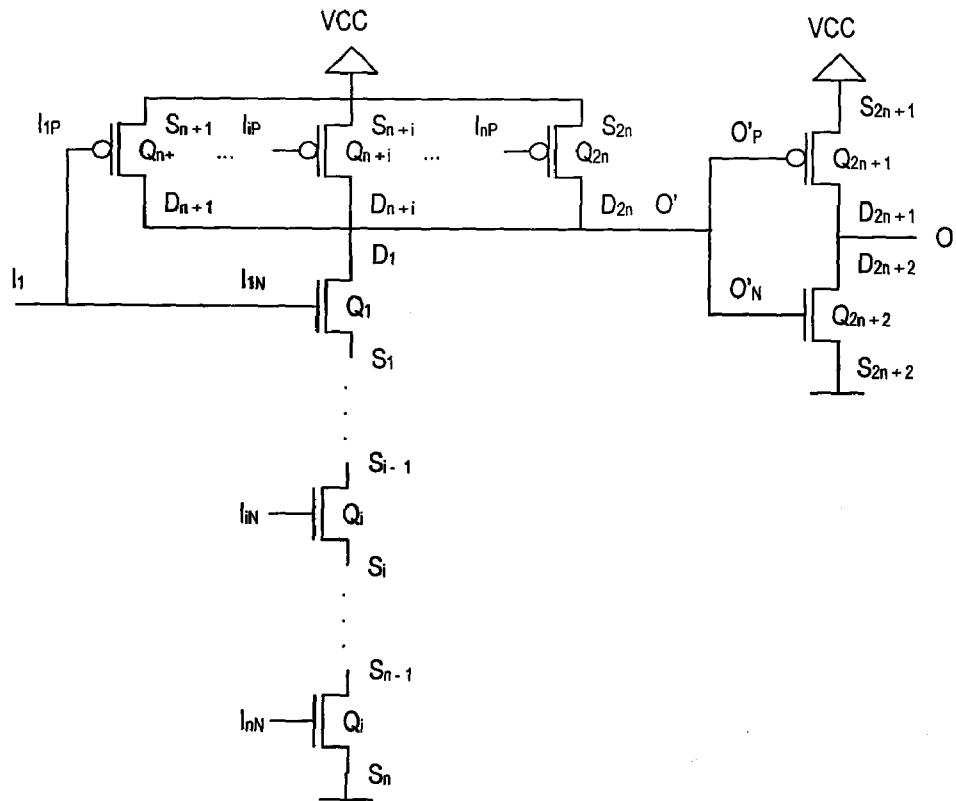 VCC
VCC
I1P Sn+1 IiP Sn+i InP S2n O'P S2n+1
Qn+ ... Qn+i ... Q2n Q2n+1
Dn+1 Dn+i D2n O' D2n+1
O
I1 I1N D1 O'N D2n+2
Q1 Q2n+2
S1 S2n+2
Si-1
IiN Qi
Si
Sn-1
InN Qi
Sn